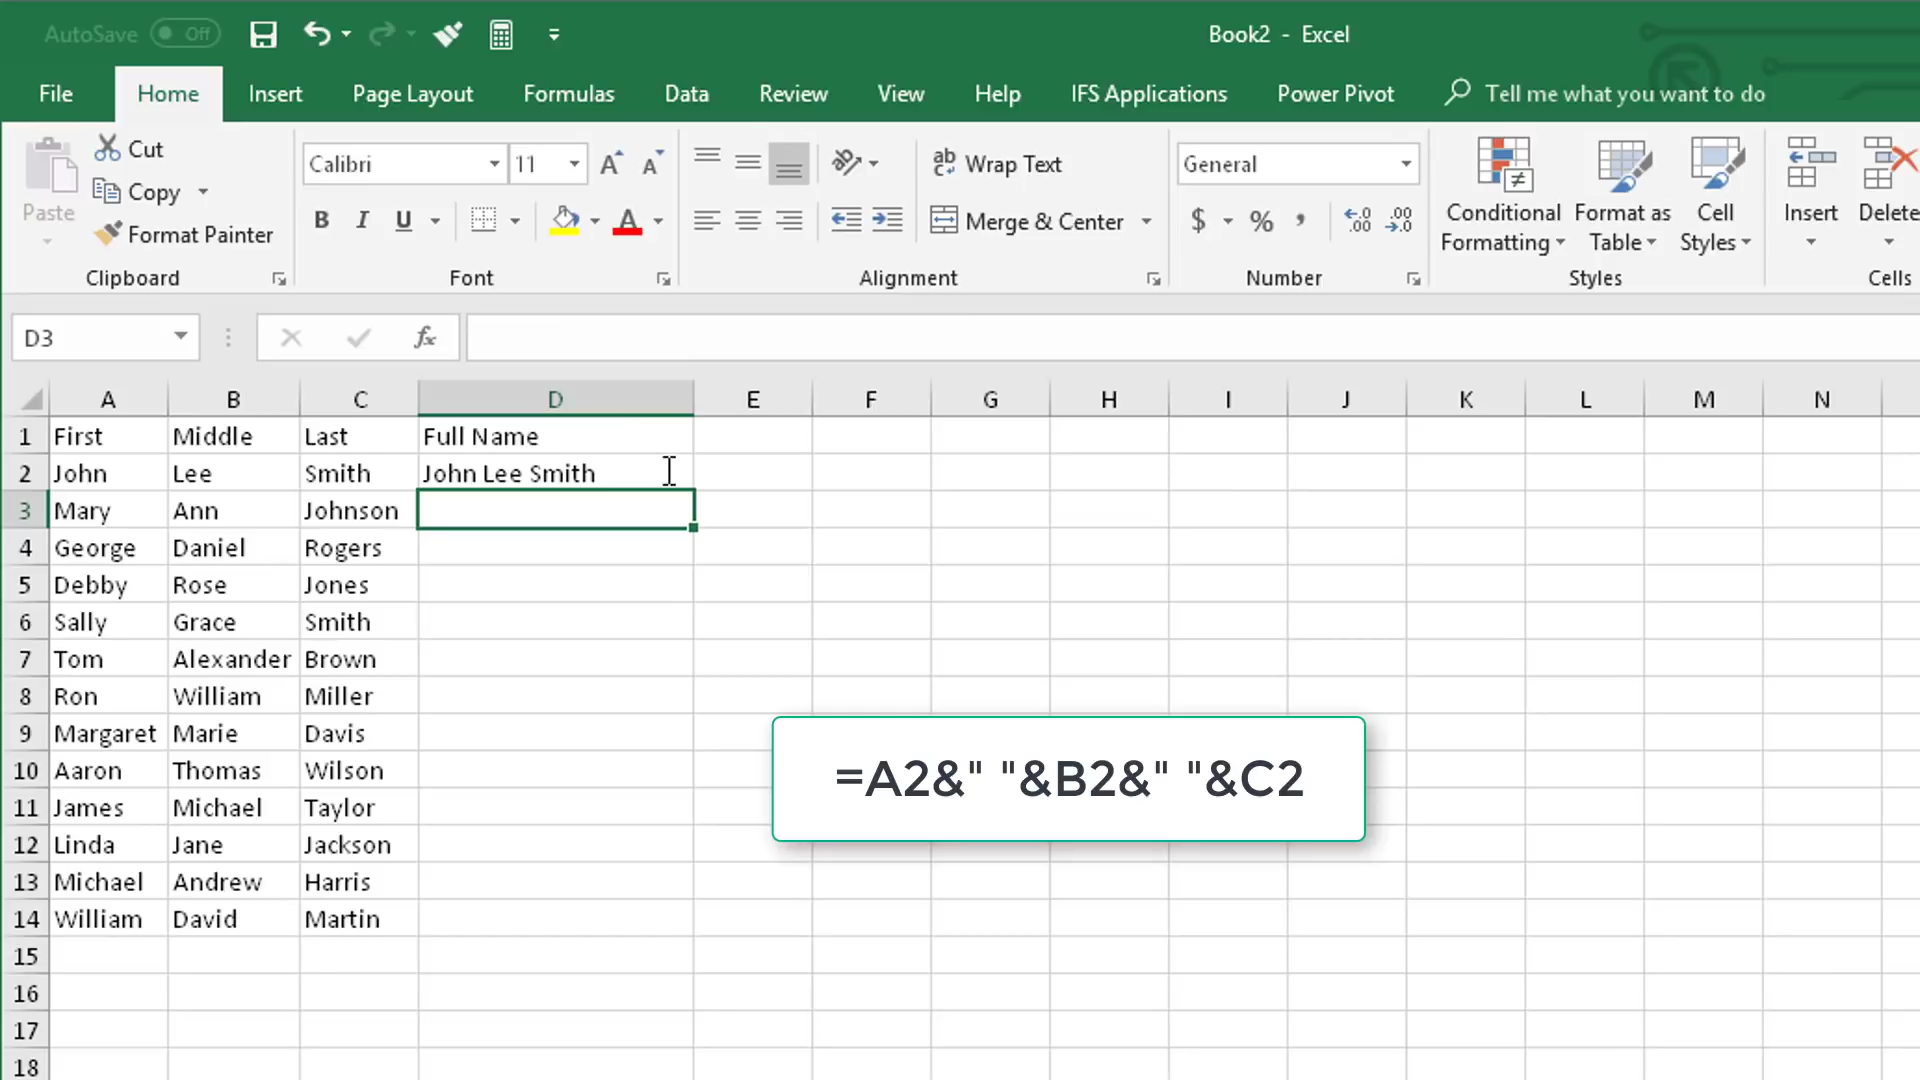 AutoSave Off
Book2 - Excel
File Home Insert Page Layout Formulas Data Review View Help IFS Applications Power Pivot Tell me what you want to do
Paste
Cut
Copy
Format Painter
Clipboard
Calibri 11
B I U
Font
Wrap Text
Merge & Center
Alignment
General
$ % ,
Number
Conditional Formatting
Format as Table
Cell Styles
Styles
Insert
Delete
Cells
D3 fx
A B C D E F G H I J K L M N
1 First Middle Last Full Name
2 John Lee Smith John Lee Smith
3 Mary Ann Johnson
4 George Daniel Rogers
5 Debby Rose Jones
6 Sally Grace Smith
7 Tom Alexander Brown
8 Ron William Miller
9 Margaret Marie Davis
10 Aaron Thomas Wilson
11 James Michael Taylor
12 Linda Jane Jackson
13 Michael Andrew Harris
14 William David Martin
15
16
17
18
=A2&" "&B2&" "&C2